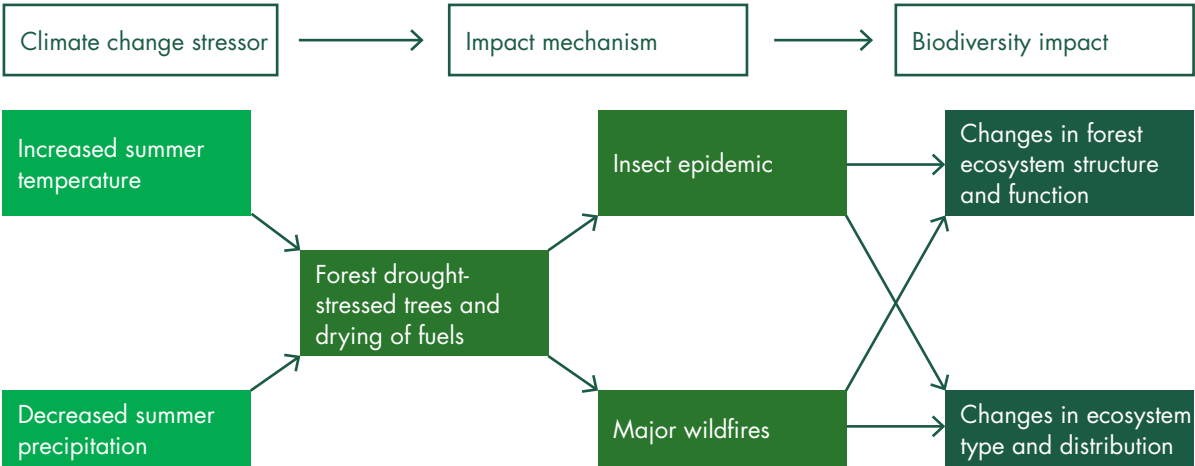 Climate change stressor
Impact mechanism
Biodiversity impact
Increased summer
temperature
Insect epidemic
Changes in forest
ecosystem structure
and function
Forest drought-
stressed trees and
drying of fuels
Decreased summer
precipitation
Major wildfires
Changes in ecosystem
type and distribution